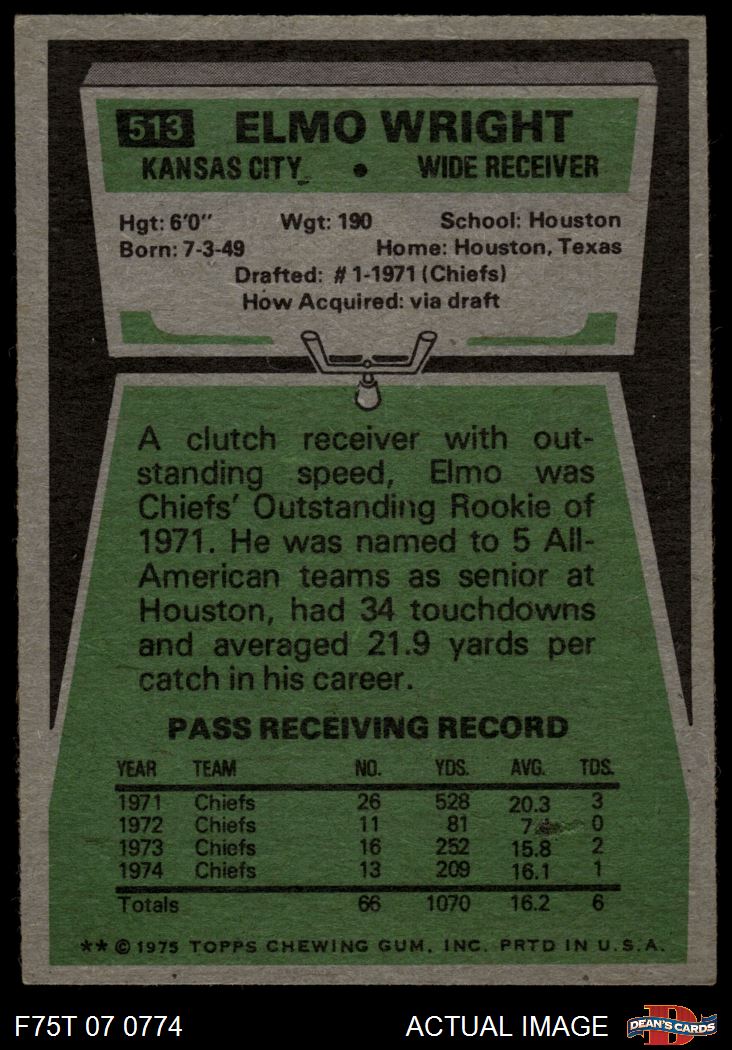 513 ELMO WRIGHT
KANSAS CITY • WIDE RECEIVER
Hgt: 6'0" Wgt: 190 School: Houston
Born: 7-3-49 Home: Houston, Texas
Drafted: #1-1971 (Chiefs)
How Acquired: via draft
A clutch receiver with out-
standing speed, Elmo was
Chiefs' Outstanding Rookie of
1971. He was named to 5 All-
American teams as senior at
Houston, had 34 touchdowns
and averaged 21.9 yards per
catch in his career.
PASS RECEIVING RECORD
YEAR TEAM NO. YDS. AVG. TDS.
1971 Chiefs 26 528 20.3 3
1972 Chiefs 11 81 0
1973 Chiefs 16 252 15.8 2
1974 Chiefs 13 209 16.1 1
Totals 66 1070 16.2 6
** © 1975 TOPPS CHEWING GUM, INC. PRTD IN U.S.A.
F75T 07 0774 ACTUAL IMAGE DEAN'S CARDS